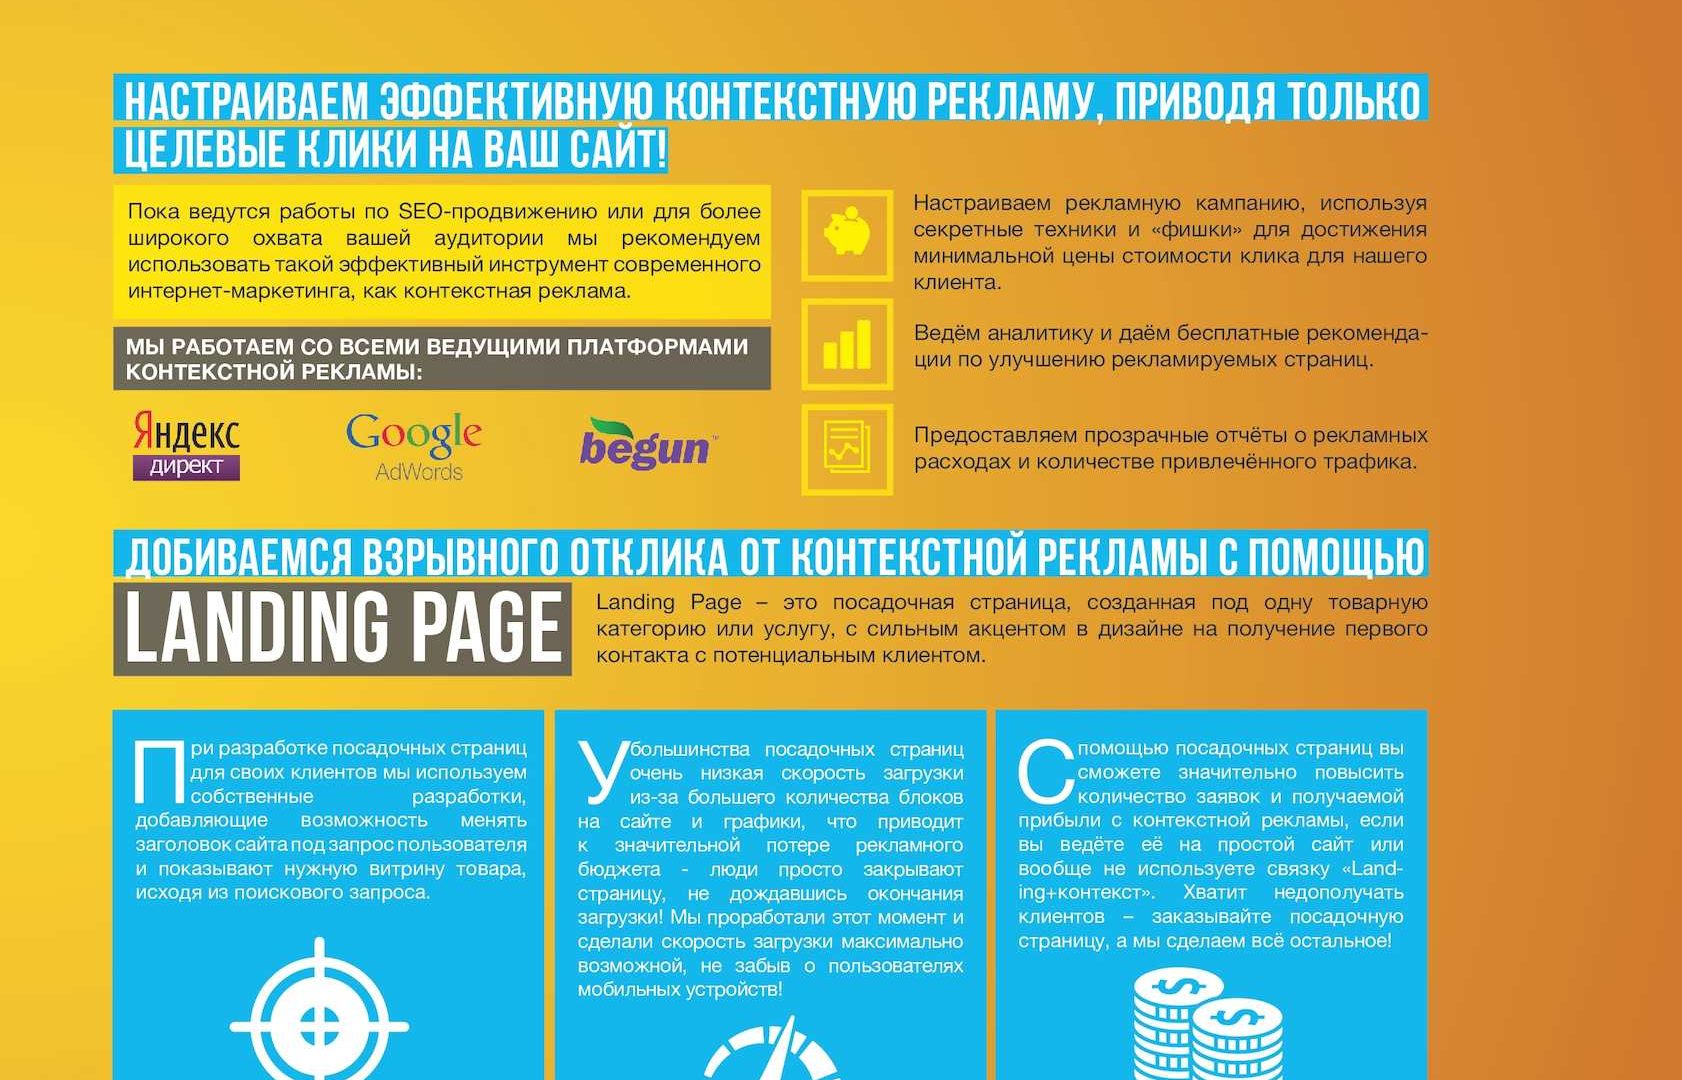 НАСТРАИВАЕМ ЭФФЕКТИВНУЮ КОНТЕКСТНУЮ РЕКЛАМУ, ПРИВОДЯ ТОЛЬКО
ЦЕЛЕВЫЕ КЛИКИ НА ВАШ САЙТ!
Пока ведутся работы по SEO-продвижению или для более
широкого охвата вашей аудитории мы рекомендуем
использовать такой эффективный инструмент современного
интернет-маркетинга, как контекстная реклама.
МЫ РАБОТАЕМ СО ВСЕМИ ВЕДУЩИМИ ПЛАТФОРМАМИ
КОНТЕКСТНОЙ РЕКЛАМЫ:
Яндекс
директ
Google
AdWords
begun™
Настраиваем рекламную кампанию, используя
секретные техники и «фишки» для достижения
минимальной цены стоимости клика для нашего
клиента.
Ведём аналитику и даём бесплатные рекоменда-
ции по улучшению рекламируемых страниц.
Предоставляем прозрачные отчёты о рекламных
расходах и количестве привлечённого трафика.
ДОБИВАЕМСЯ ВЗРЫВНОГО ОТКЛИКА ОТ КОНТЕКСТНОЙ РЕКЛАМЫ С ПОМОЩЬЮ
LANDING PAGE
Landing Page – это посадочная страница, созданная под одну товарную
категорию или услугу, с сильным акцентом в дизайне на получение первого
контакта с потенциальным клиентом.
При разработке посадочных страниц
для своих клиентов мы используем
собственные разработки,
добавляющие возможность менять
заголовок сайта под запрос пользователя
и показывают нужную витрину товара,
исходя из поискового запроса.
У большинства посадочных страниц
очень низкая скорость загрузки
из-за большего количества блоков
на сайте и графики, что приводит
к значительной потере рекламного
бюджета - люди просто закрывают
страницу, не дождавшись окончания
загрузки! Мы проработали этот момент и
сделали скорость загрузки максимально
возможной, не забыв о пользователях
мобильных устройств!
С помощью посадочных страниц вы
сможете значительно повысить
количество заявок и получаемой
прибыли с контекстной рекламы, если
вы ведёте её на простой сайт или
вообще не используете связку «Land-
ing+контекст». Хватит недополучать
клиентов – заказывайте посадочную
страницу, а мы сделаем всё остальное!